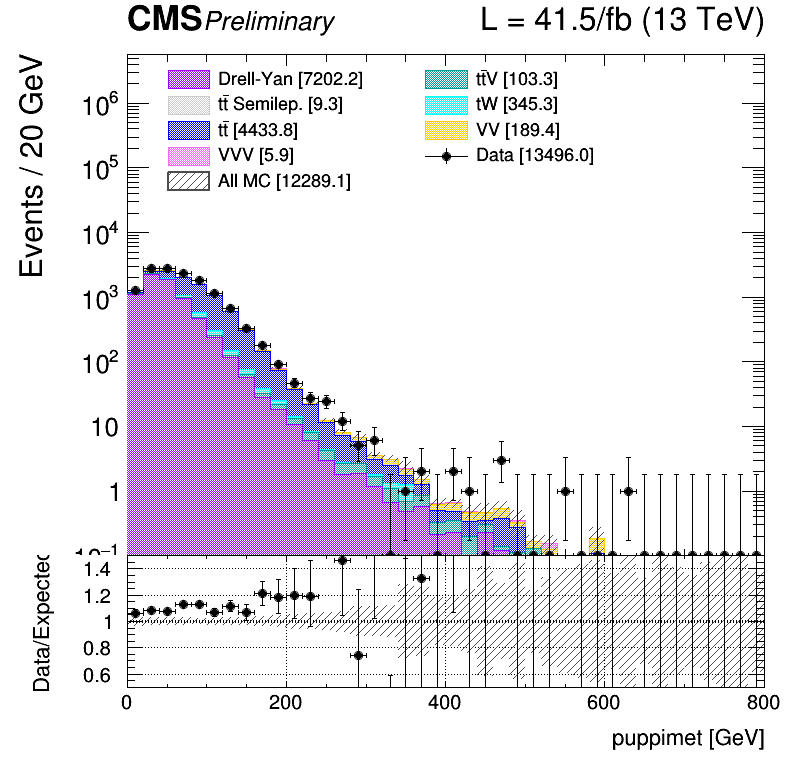 CMS Preliminary L = 41.5/fb (13 TeV)
Events / 20 GeV
Drell-Yan [7202.2]
tt̄ Semilep. [9.3]
tt̄ [4433.8]
VVV [5.9]
All MC [12289.1]
tt̄V [103.3]
tW [345.3]
VV [189.4]
Data [13496.0]
10⁶
10⁵
10⁴
10³
10²
10
1
10⁻¹
Data/Expected
1.4
1.2
1
0.8
0.6
0 200 400 600 800
puppimet [GeV]